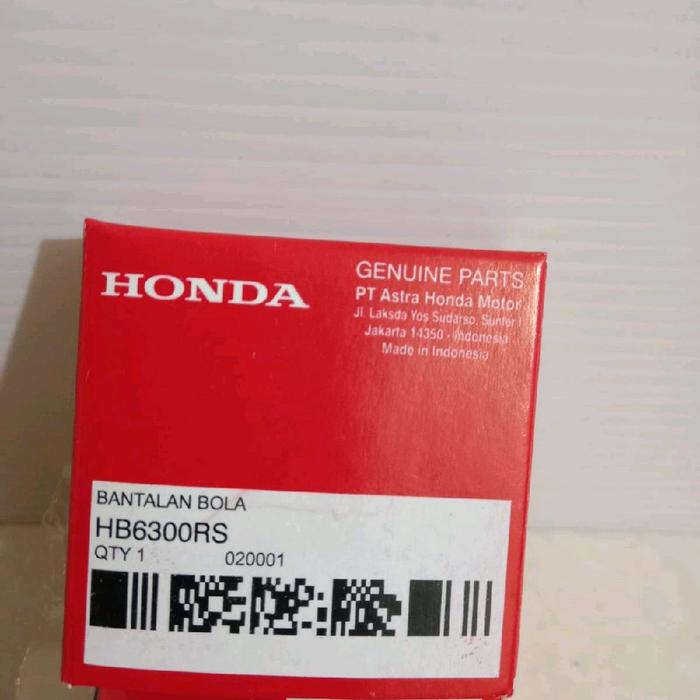 HONDA
GENUINE PARTS
PT Astra Honda Motor
Jl. Laksda Yos Sudarso, Sunter I
Jakarta 14350 - Indonesia
Made in Indonesia
BANTALAN BOLA
HB6300RS
QTY 1 020001